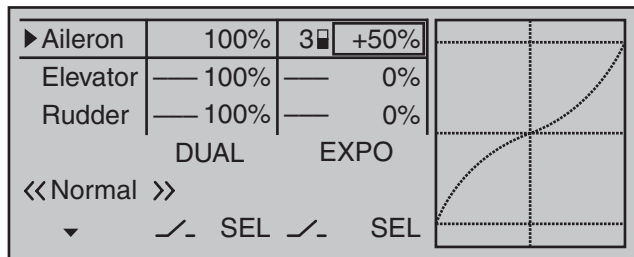 Aileron 100% 3 +50%
Elevator 100% 0%
Rudder 100% 0%
DUAL EXPO
«Normal »
SEL SEL